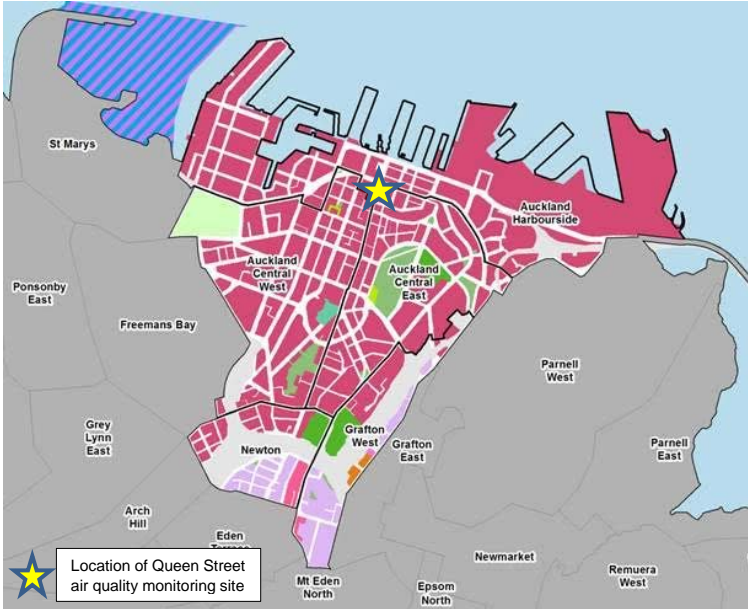 St Marys
Auckland
Harbourside
Auckland
Central
West
Auckland
Central
East
Ponsonby
East
Freemans Bay
Parnell
West
Grey
Lynn
East
Newton
Grafton
West
Grafton
East
Parnell
East
Arch
Hill
Eden
Newmarket
Mt Eden
North
Epsom
North
Remuera
West
Location of Queen Street
air quality monitoring site